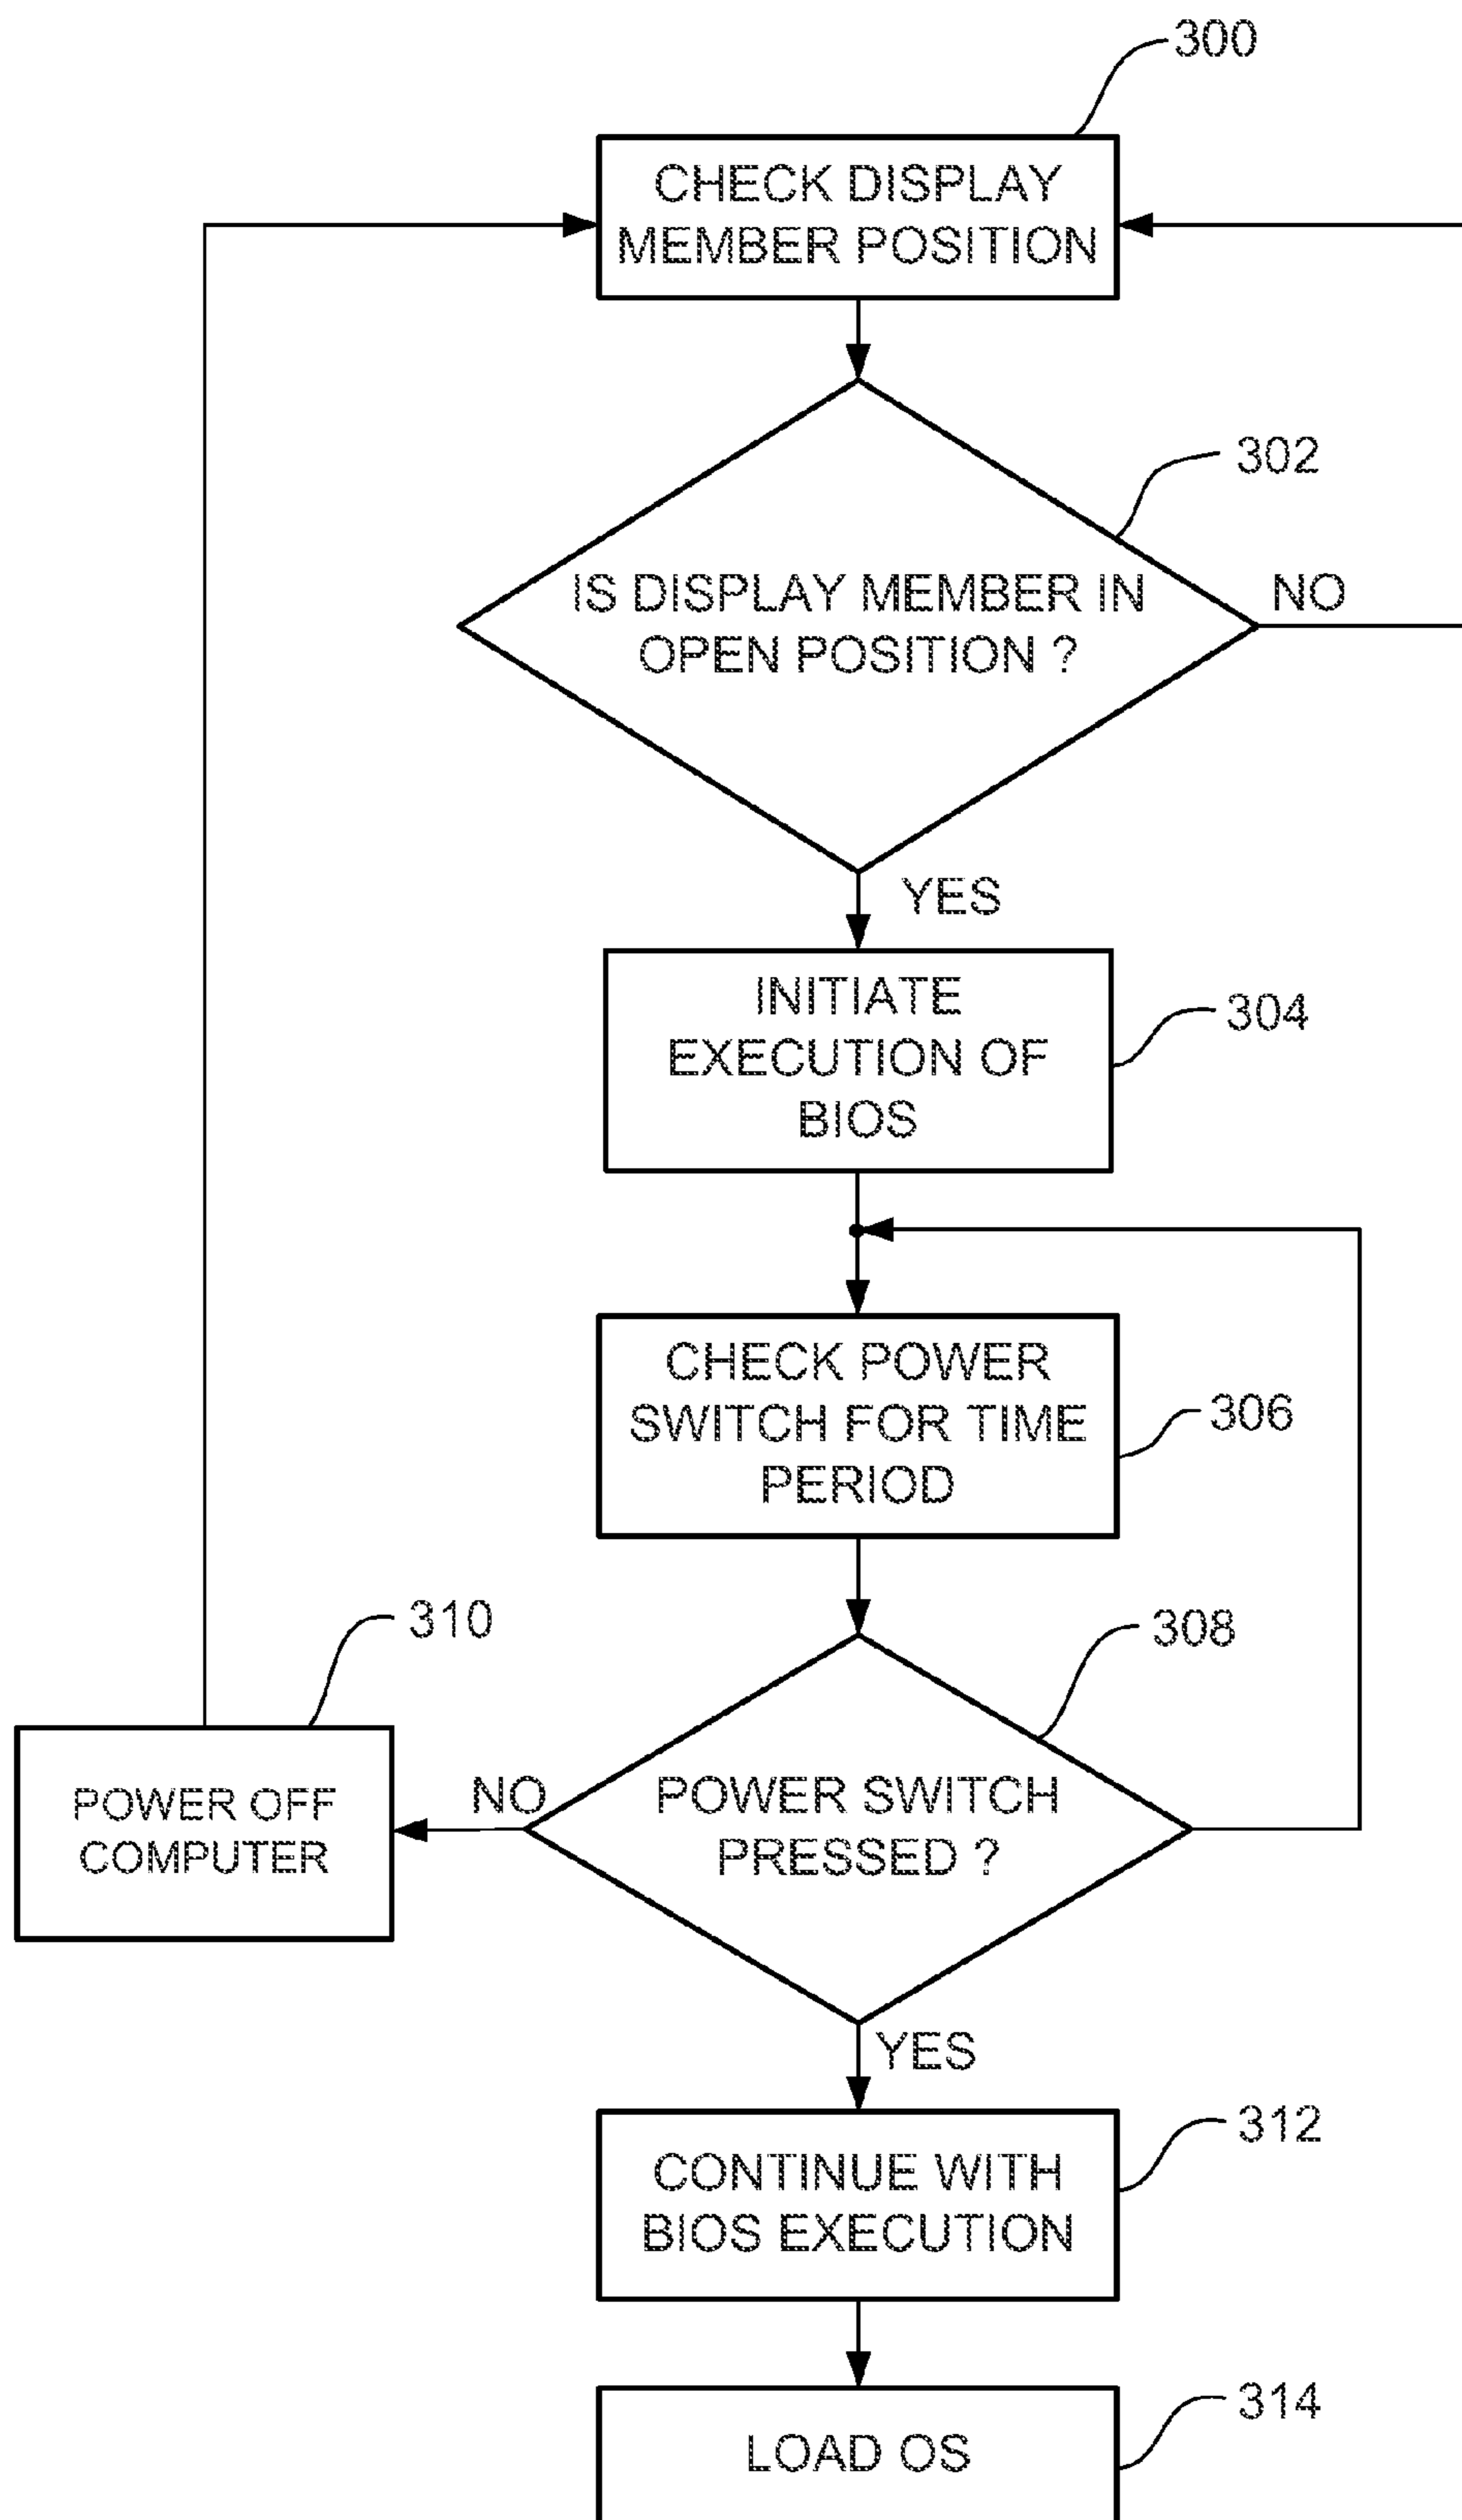 300
CHECK DISPLAY
MEMBER POSITION
302
IS DISPLAY MEMBER IN
OPEN POSITION ?
NO
YES
INITIATE
EXECUTION OF
BIOS
304
CHECK POWER
SWITCH FOR TIME
PERIOD
306
310
308
POWER OFF
COMPUTER
NO
POWER SWITCH
PRESSED ?
YES
312
CONTINUE WITH
BIOS EXECUTION
314
LOAD OS